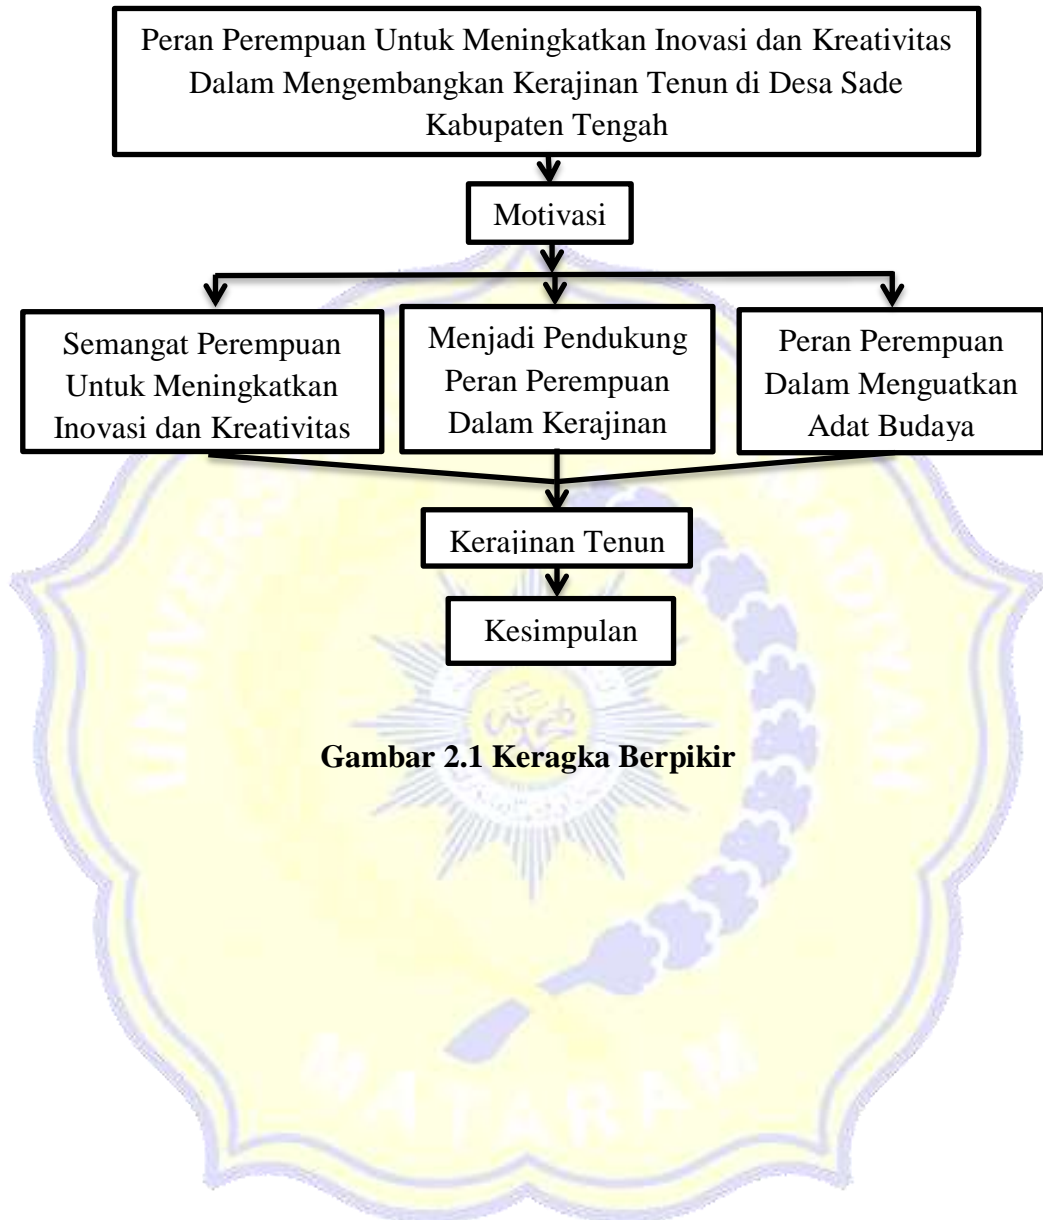 Peran Perempuan Untuk Meningkatkan Inovasi dan Kreativitas
Dalam Mengembangkan Kerajinan Tenun di Desa Sade
Kabupaten Tengah
Motivasi
Semangat Perempuan
Untuk Meningkatkan
Inovasi dan Kreativitas
Menjadi Pendukung
Peran Perempuan
Dalam Kerajinan
Peran Perempuan
Dalam Menguatkan
Adat Budaya
Kerajinan Tenun
Kesimpulan
Gambar 2.1 Keragka Berpikir
MATARAM